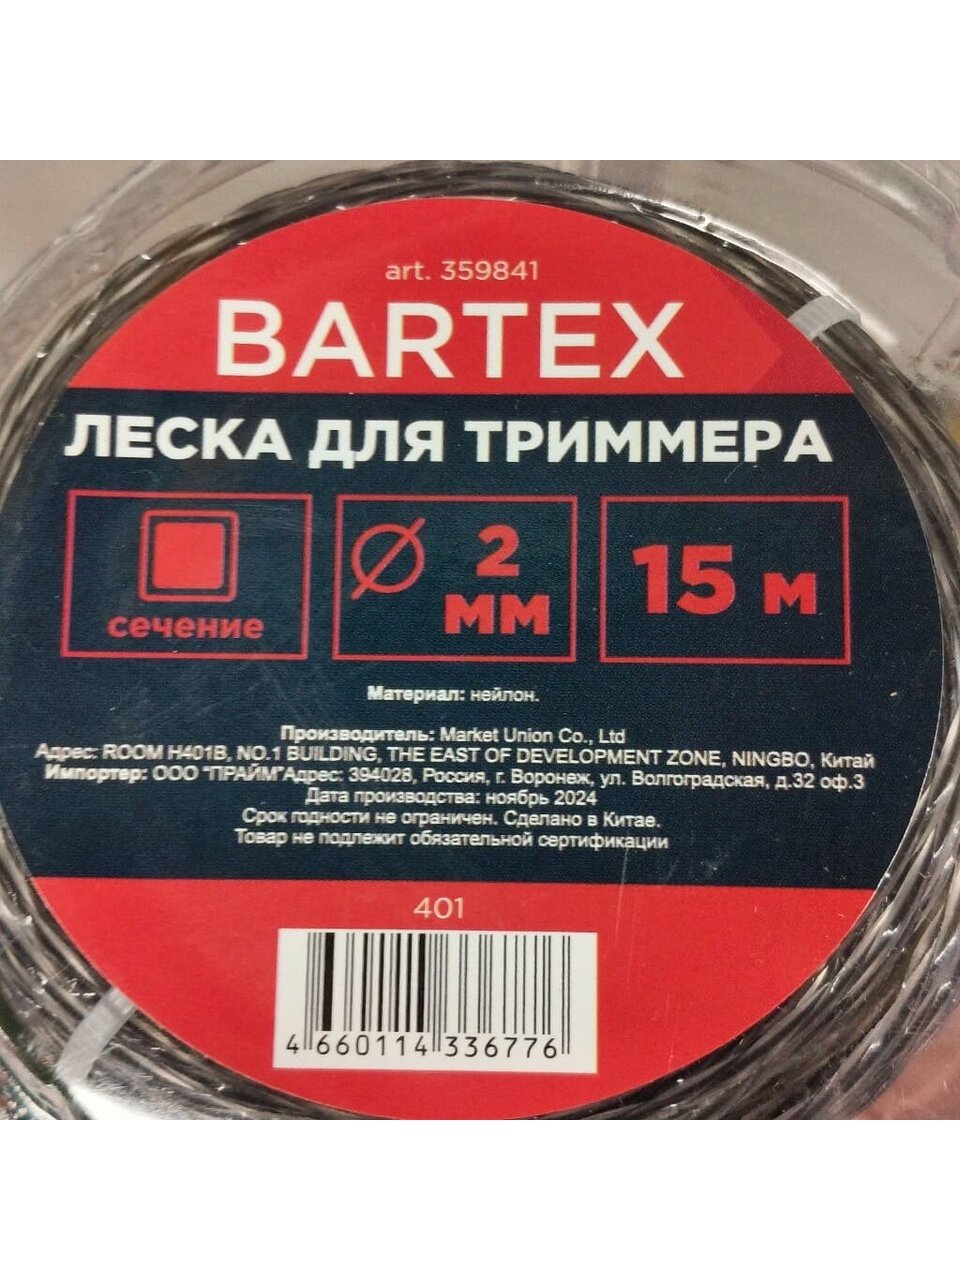 art. 359841
BARTEX
ЛЕСКА ДЛЯ ТРИММЕРА
сечение
Ø 2 мм
15 м
Материал: нейлон.
Производитель: Market Union Co., Ltd
Адрес: ROOM H401B, NO.1 BUILDING, THE EAST OF DEVELOPMENT ZONE, NINGBO, Китай
Импортер: ООО "ПРАЙМ"Адрес: 394028, Россия, г. Воронеж, ул. Волгоградская, д.32 оф.3
Дата производства: ноябрь 2024
Срок годности не ограничен. Сделано в Китае.
Товар не подлежит обязательной сертификации
401
4 660114 336776